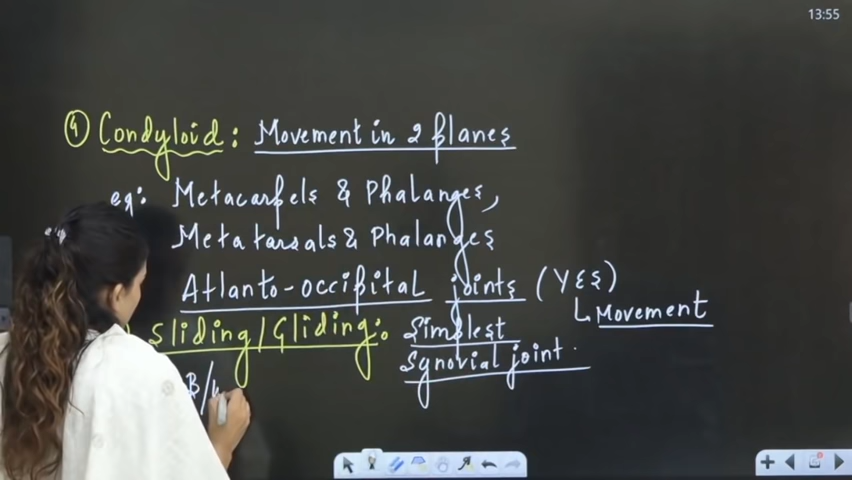 13:55
④ Condyloid: Movement in 2 planes
eg: Metacarpels & Phalanges,
Metatarsals & Phalanges
Atlanto-occipital joints (YES)
Movement
Sliding/Gliding: Simplest
Synovial joint.
B/w